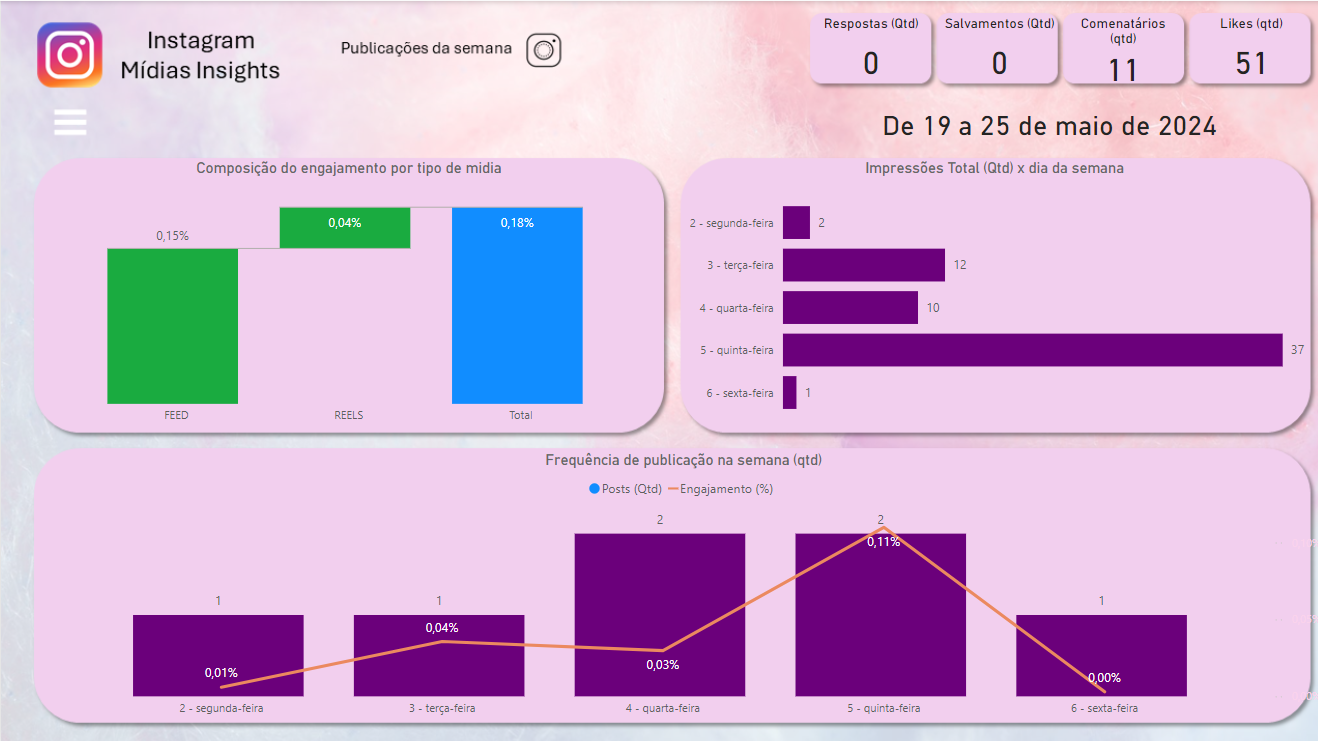 Instagram
Mídias Insights
Publicações da semana
Respostas (Qtd)
0
Salvamentos (Qtd)
0
Comenatários
(qtd)
11
Likes (qtd)
51
De 19 a 25 de maio de 2024
Composição do engajamento por tipo de midia
0,15%
0,04%
0,18%
FEED
REELS
Total
Impressões Total (Qtd) x dia da semana
2 - segunda-feira
2
3 - terça-feira
12
4 - quarta-feira
10
5 - quinta-feira
37
6 - sexta-feira
1
Frequência de publicação na semana (qtd)
Posts (Qtd)
Engajamento (%)
1
1
2
2
1
0,01%
0,04%
0,03%
0,11%
0,00%
2 - segunda-feira
3 - terça-feira
4 - quarta-feira
5 - quinta-feira
6 - sexta-feira